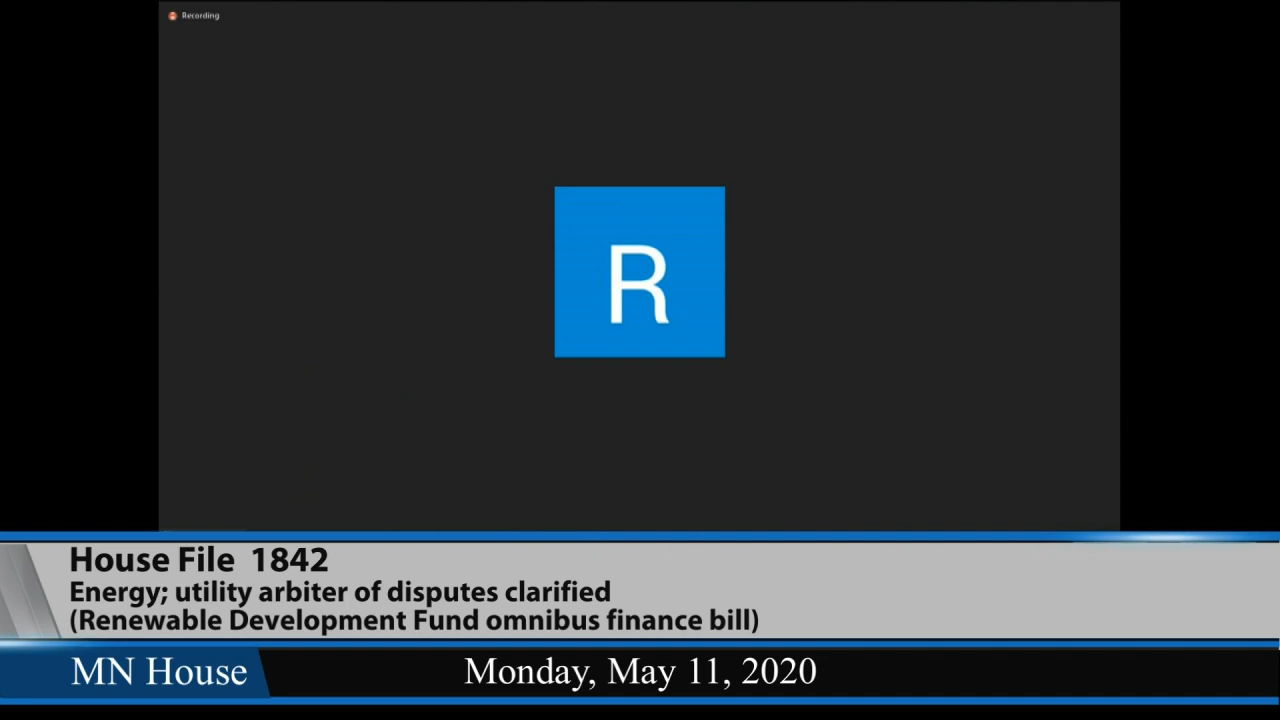 Recording
R
House File 1842
Energy; utility arbiter of disputes clarified
(Renewable Development Fund omnibus finance bill)
MN House
Monday, May 11, 2020